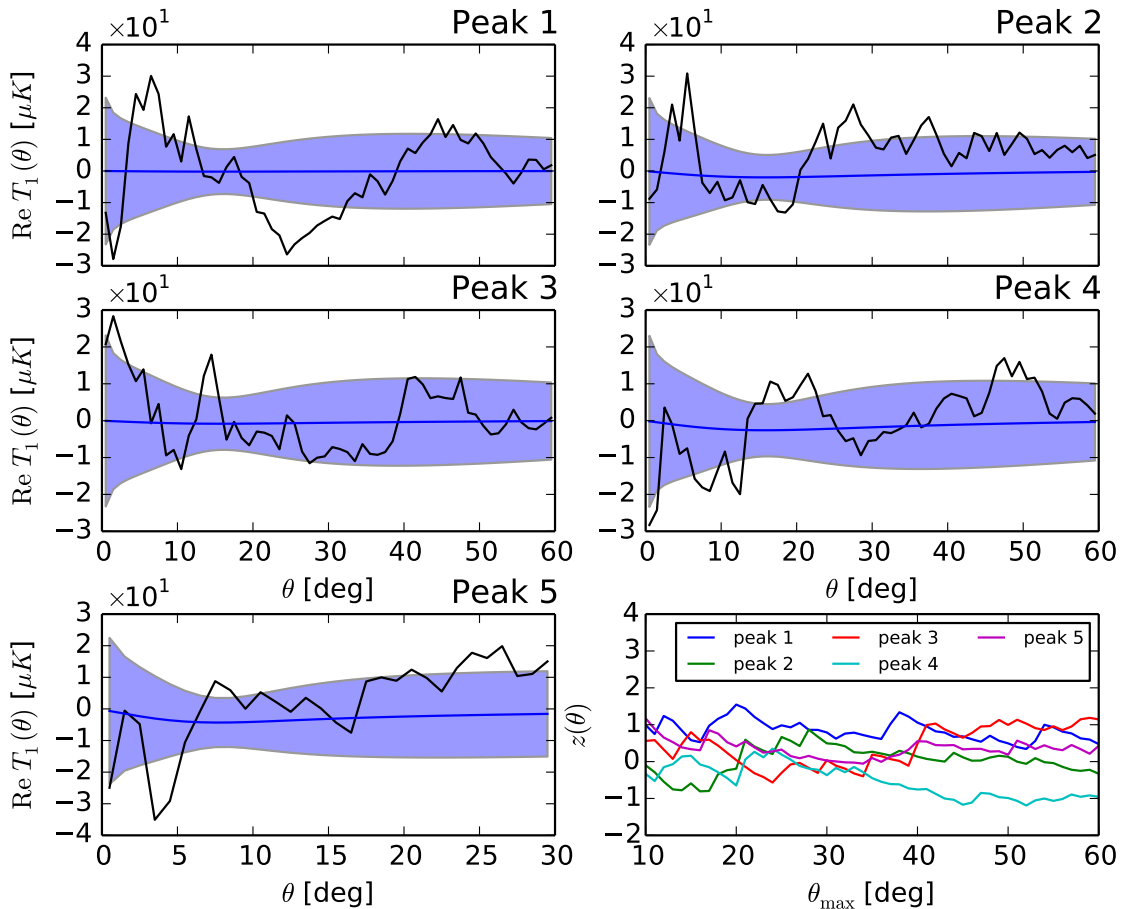 ×10¹ Peak 1
Re T₁(θ) [μK]
4
3
2
1
0
−1
−2
−3
×10¹ Peak 2
4
3
2
1
0
−1
−2
−3
×10¹ Peak 3
Re T₁(θ) [μK]
3
2
1
0
−1
−2
−3
0 10 20 30 40 50 60
θ [deg]
×10¹ Peak 4
3
2
1
0
−1
−2
−3
0 10 20 30 40 50 60
θ [deg]
×10¹ Peak 5
Re T₁(θ) [μK]
3
2
1
0
−1
−2
−3
−4
0 5 10 15 20 25 30
θ [deg]
z(θ)
4
3
2
1
0
−1
−2
peak 1 peak 3 peak 5
peak 2 peak 4
10 20 30 40 50 60
θmax [deg]